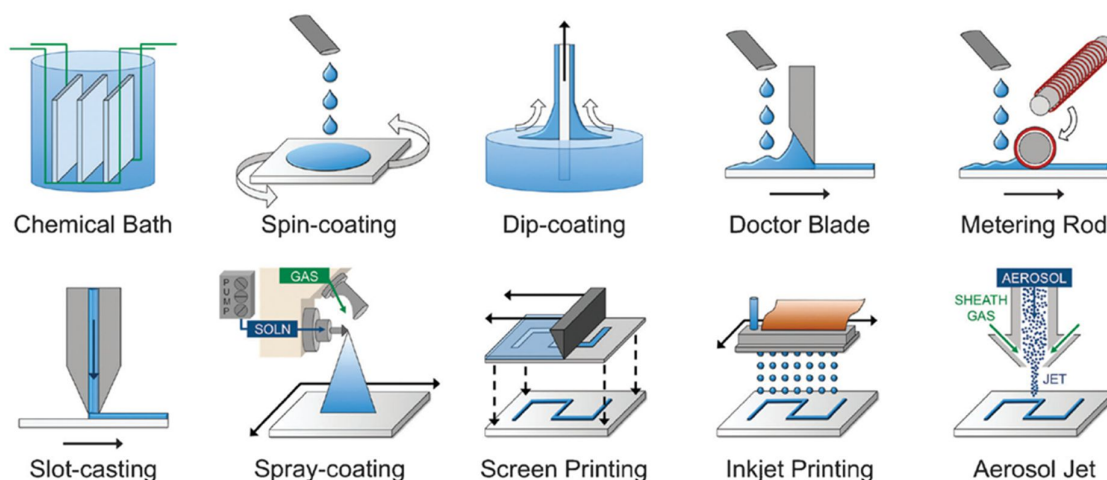 Chemical Bath
Spin-coating
Dip-coating
Doctor Blade
Metering Rod
PUMP
SOLN
GAS
AEROSOL
SHEATH
GAS
JET
Slot-casting
Spray-coating
Screen Printing
Inkjet Printing
Aerosol Jet